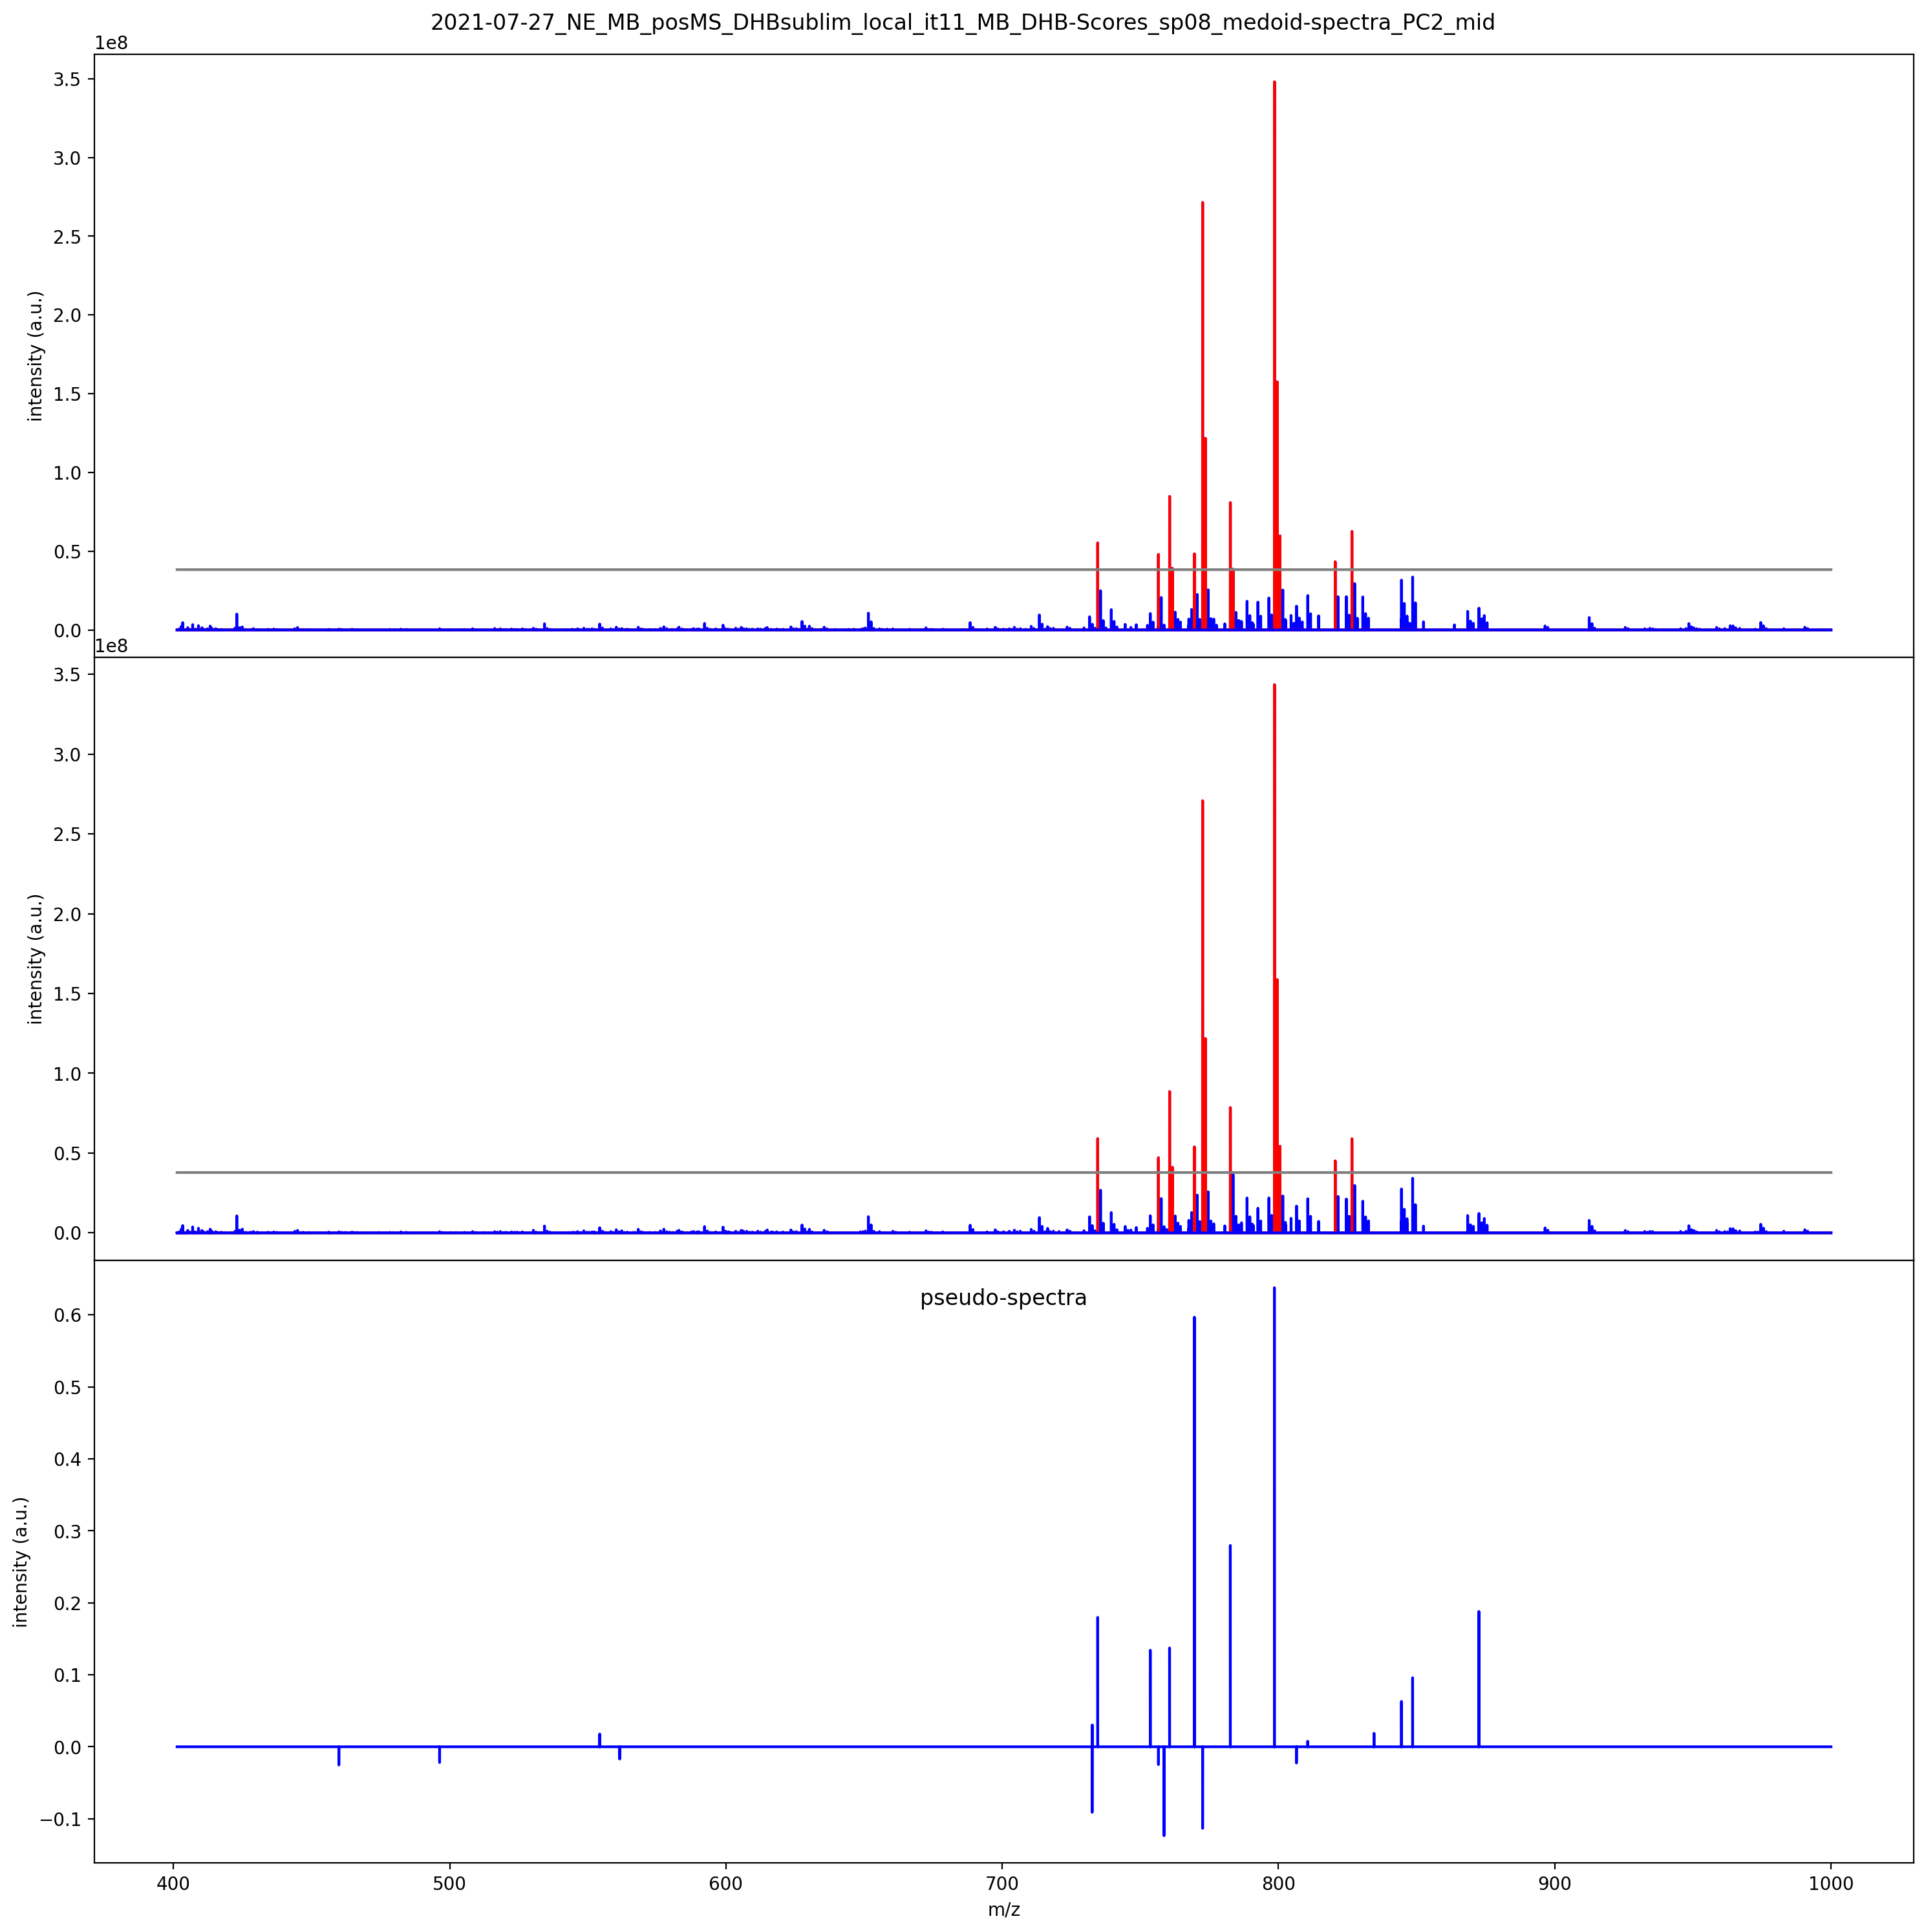 2021-07-27_NE_MB_posMS_DHBsublim_local_it11_MB_DHB-Scores_sp08_medoid-spectra_PC2_mid
1e8
3.5
3.0
2.5
2.0
1.5
1.0
0.5
0.0
intensity (a.u.)
1e8
3.5
3.0
2.5
2.0
1.5
1.0
0.5
0.0
intensity (a.u.)
pseudo-spectra
0.6
0.5
0.4
0.3
0.2
0.1
0.0
−0.1
intensity (a.u.)
400 500 600 700 800 900 1000
m/z